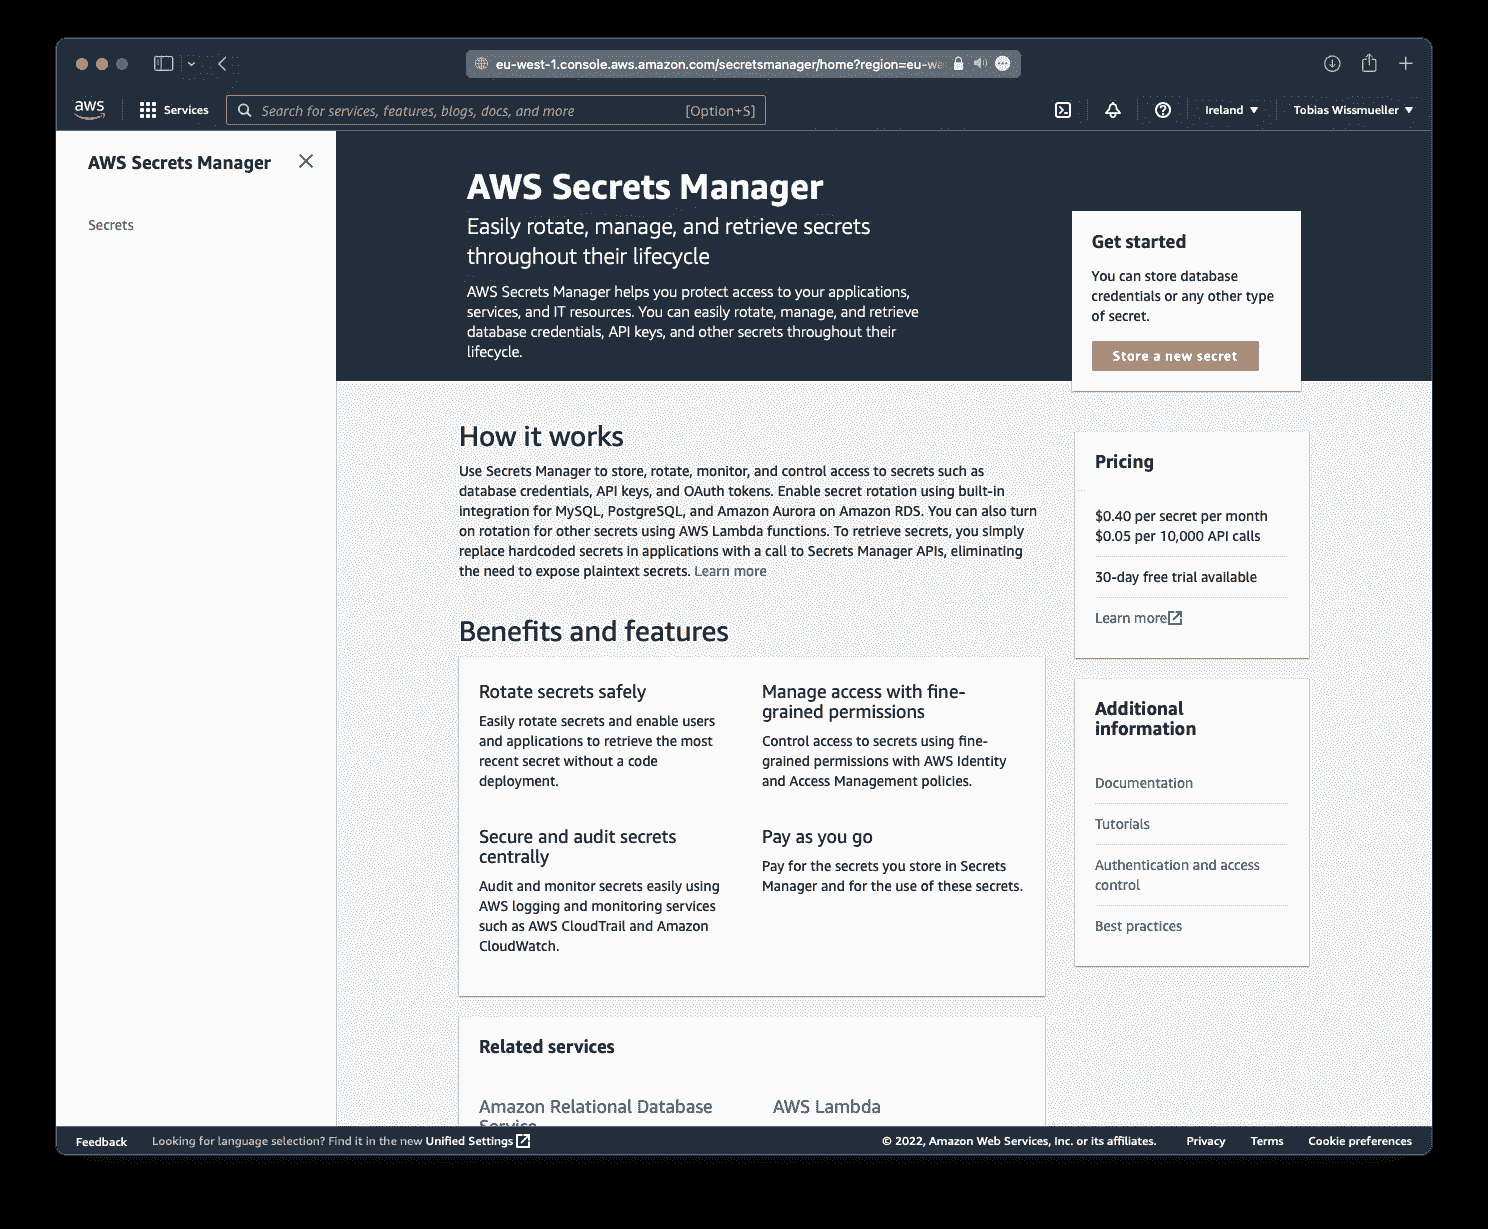 eu-west-1.console.aws.amazon.com/secretsmanager/home?region=eu-we
aws
Services
Search for services, features, blogs, docs, and more
[Option+S]
Ireland
Tobias Wissmueller
AWS Secrets Manager
Secrets
AWS Secrets Manager
Easily rotate, manage, and retrieve secrets
throughout their lifecycle
AWS Secrets Manager helps you protect access to your applications,
services, and IT resources. You can easily rotate, manage, and retrieve
database credentials, API keys, and other secrets throughout their
lifecycle.
Get started
You can store database
credentials or any other type
of secret.
Store a new secret
How it works
Use Secrets Manager to store, rotate, monitor, and control access to secrets such as
database credentials, API keys, and OAuth tokens. Enable secret rotation using built-in
integration for MySQL, PostgreSQL, and Amazon Aurora on Amazon RDS. You can also turn
on rotation for other secrets using AWS Lambda functions. To retrieve secrets, you simply
replace hardcoded secrets in applications with a call to Secrets Manager APIs, eliminating
the need to expose plaintext secrets. Learn more
Pricing
$0.40 per secret per month
$0.05 per 10,000 API calls
30-day free trial available
Learn more
Benefits and features
Rotate secrets safely
Easily rotate secrets and enable users
and applications to retrieve the most
recent secret without a code
deployment.
Manage access with fine-
grained permissions
Control access to secrets using fine-
grained permissions with AWS Identity
and Access Management policies.
Secure and audit secrets
centrally
Audit and monitor secrets easily using
AWS logging and monitoring services
such as AWS CloudTrail and Amazon
CloudWatch.
Pay as you go
Pay for the secrets you store in Secrets
Manager and for the use of these secrets.
Additional
information
Documentation
Tutorials
Authentication and access
control
Best practices
Related services
Amazon Relational Database
Service
AWS Lambda
Feedback
Looking for language selection? Find it in the new Unified Settings
© 2022, Amazon Web Services, Inc. or its affiliates.
Privacy
Terms
Cookie preferences